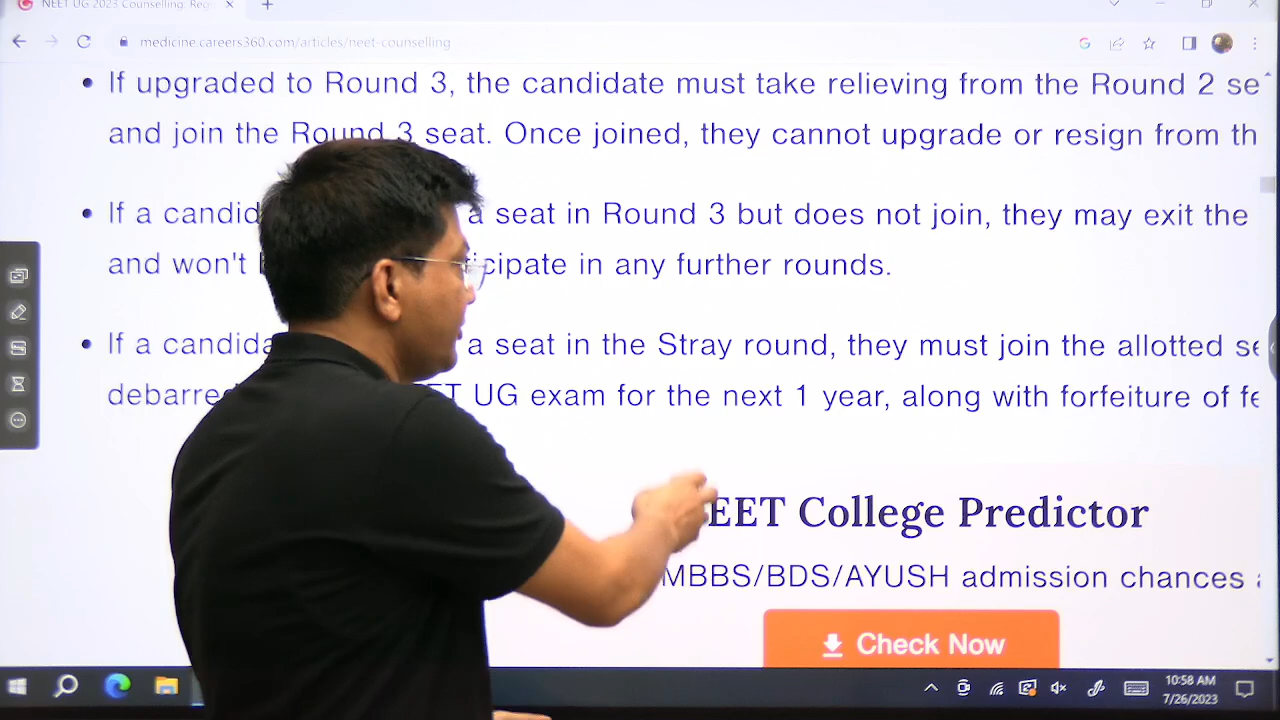 NEET UG 2023 Counselling: Reg
medicine.careers360.com/articles/neet-counselling
If upgraded to Round 3, the candidate must take relieving from the Round 2 se
and join the Round 3 seat. Once joined, they cannot upgrade or resign from th
If a candid a seat in Round 3 but does not join, they may exit the
and won't icipate in any further rounds.
If a candida a seat in the Stray round, they must join the allotted se
debarred ET UG exam for the next 1 year, along with forfeiture of fe
EET College Predictor
MBBS/BDS/AYUSH admission chances a
Check Now
10:58 AM
7/26/2023